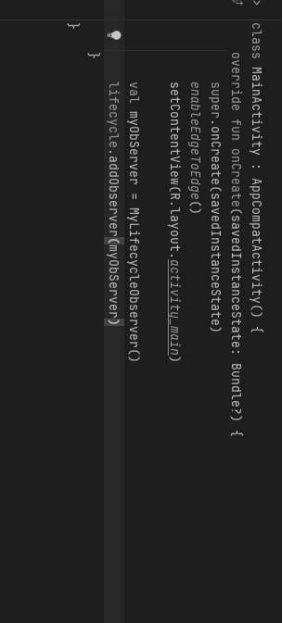 class MainActivity : AppCompatActivity() {
override fun onCreate(savedInstanceState: Bundle?) {
super.onCreate(savedInstanceState)
enableEdgeToEdge()
setContentView(R.layout.activity_main)
val myObServer = MyLifecycleObserver()
lifecycle.addObserver(myObServer)
}
}